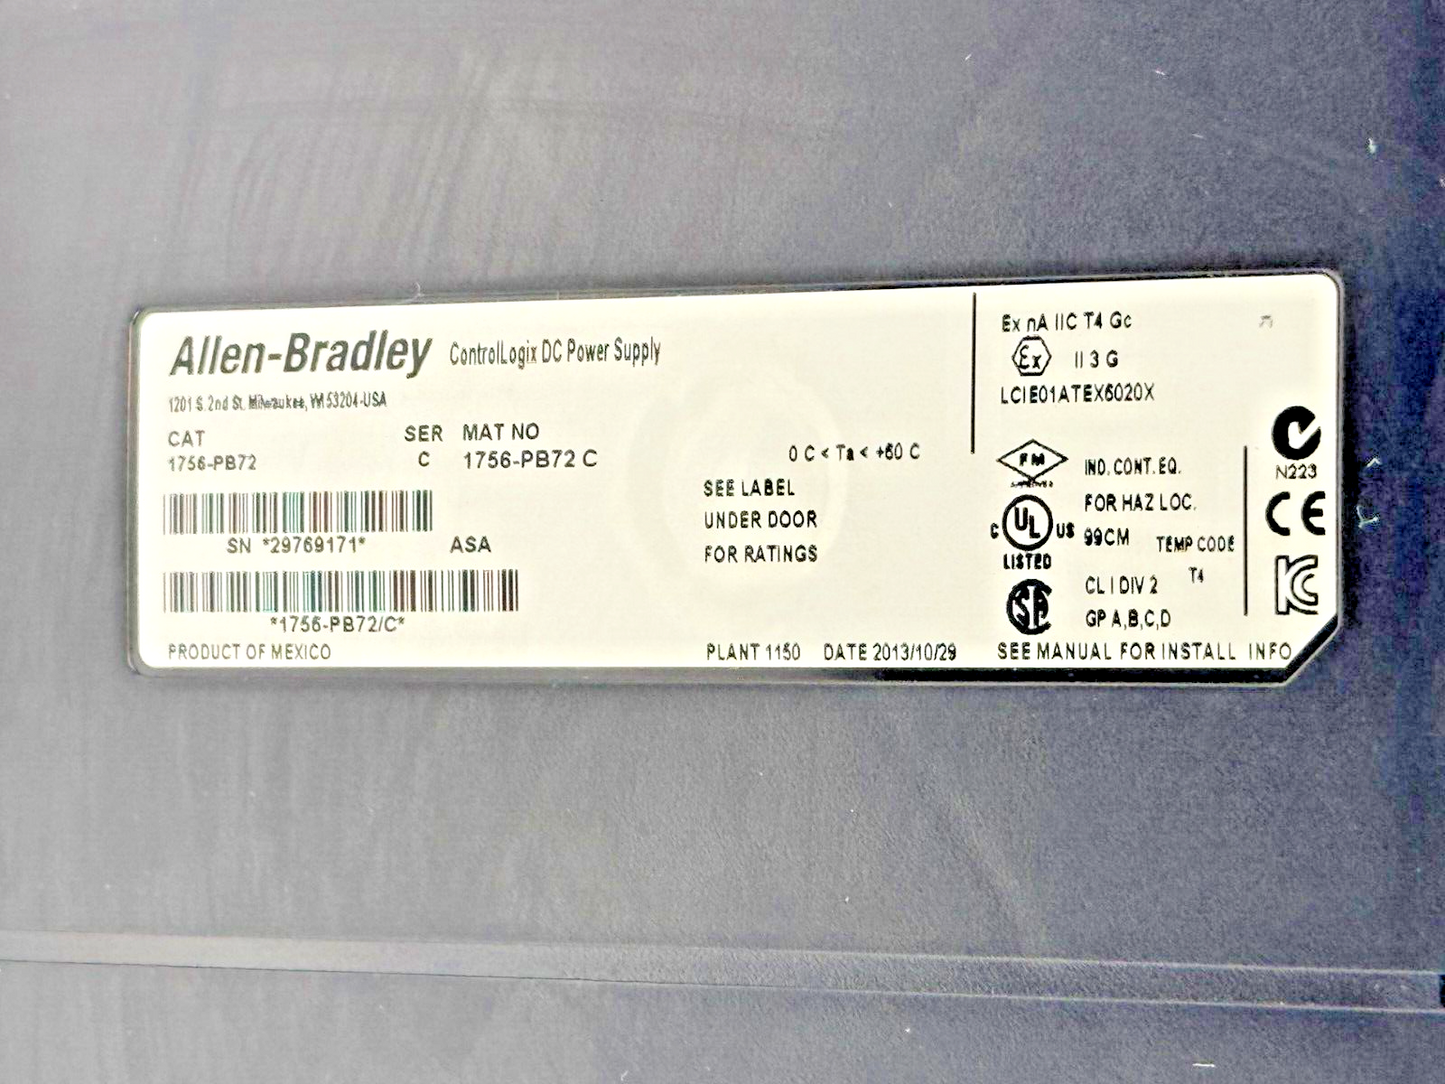 Allen-Bradley ControlLogix DC Power Supply
1201 S. 2nd St. Milwaukee, WI 53204-USA
CAT SER MAT NO
1756-PB72 C 1756-PB72 C
SN *29769171* ASA
*1756-PB72/C*
PRODUCT OF MEXICO
0 C < Ta < +60 C
SEE LABEL
UNDER DOOR
FOR RATINGS
PLANT 1150 DATE 2013/10/29
Ex nA IIC T4 Gc
Ex II 3 G
LCIE01ATEX6020X
FM
APPROVED
IND. CONT. EQ.
FOR HAZ LOC.
C UL US 99CM
LISTED
TEMP CODE
T4
SA CL I DIV 2
GP A,B,C,D
SEE MANUAL FOR INSTALL INFO
N223
CE
KC